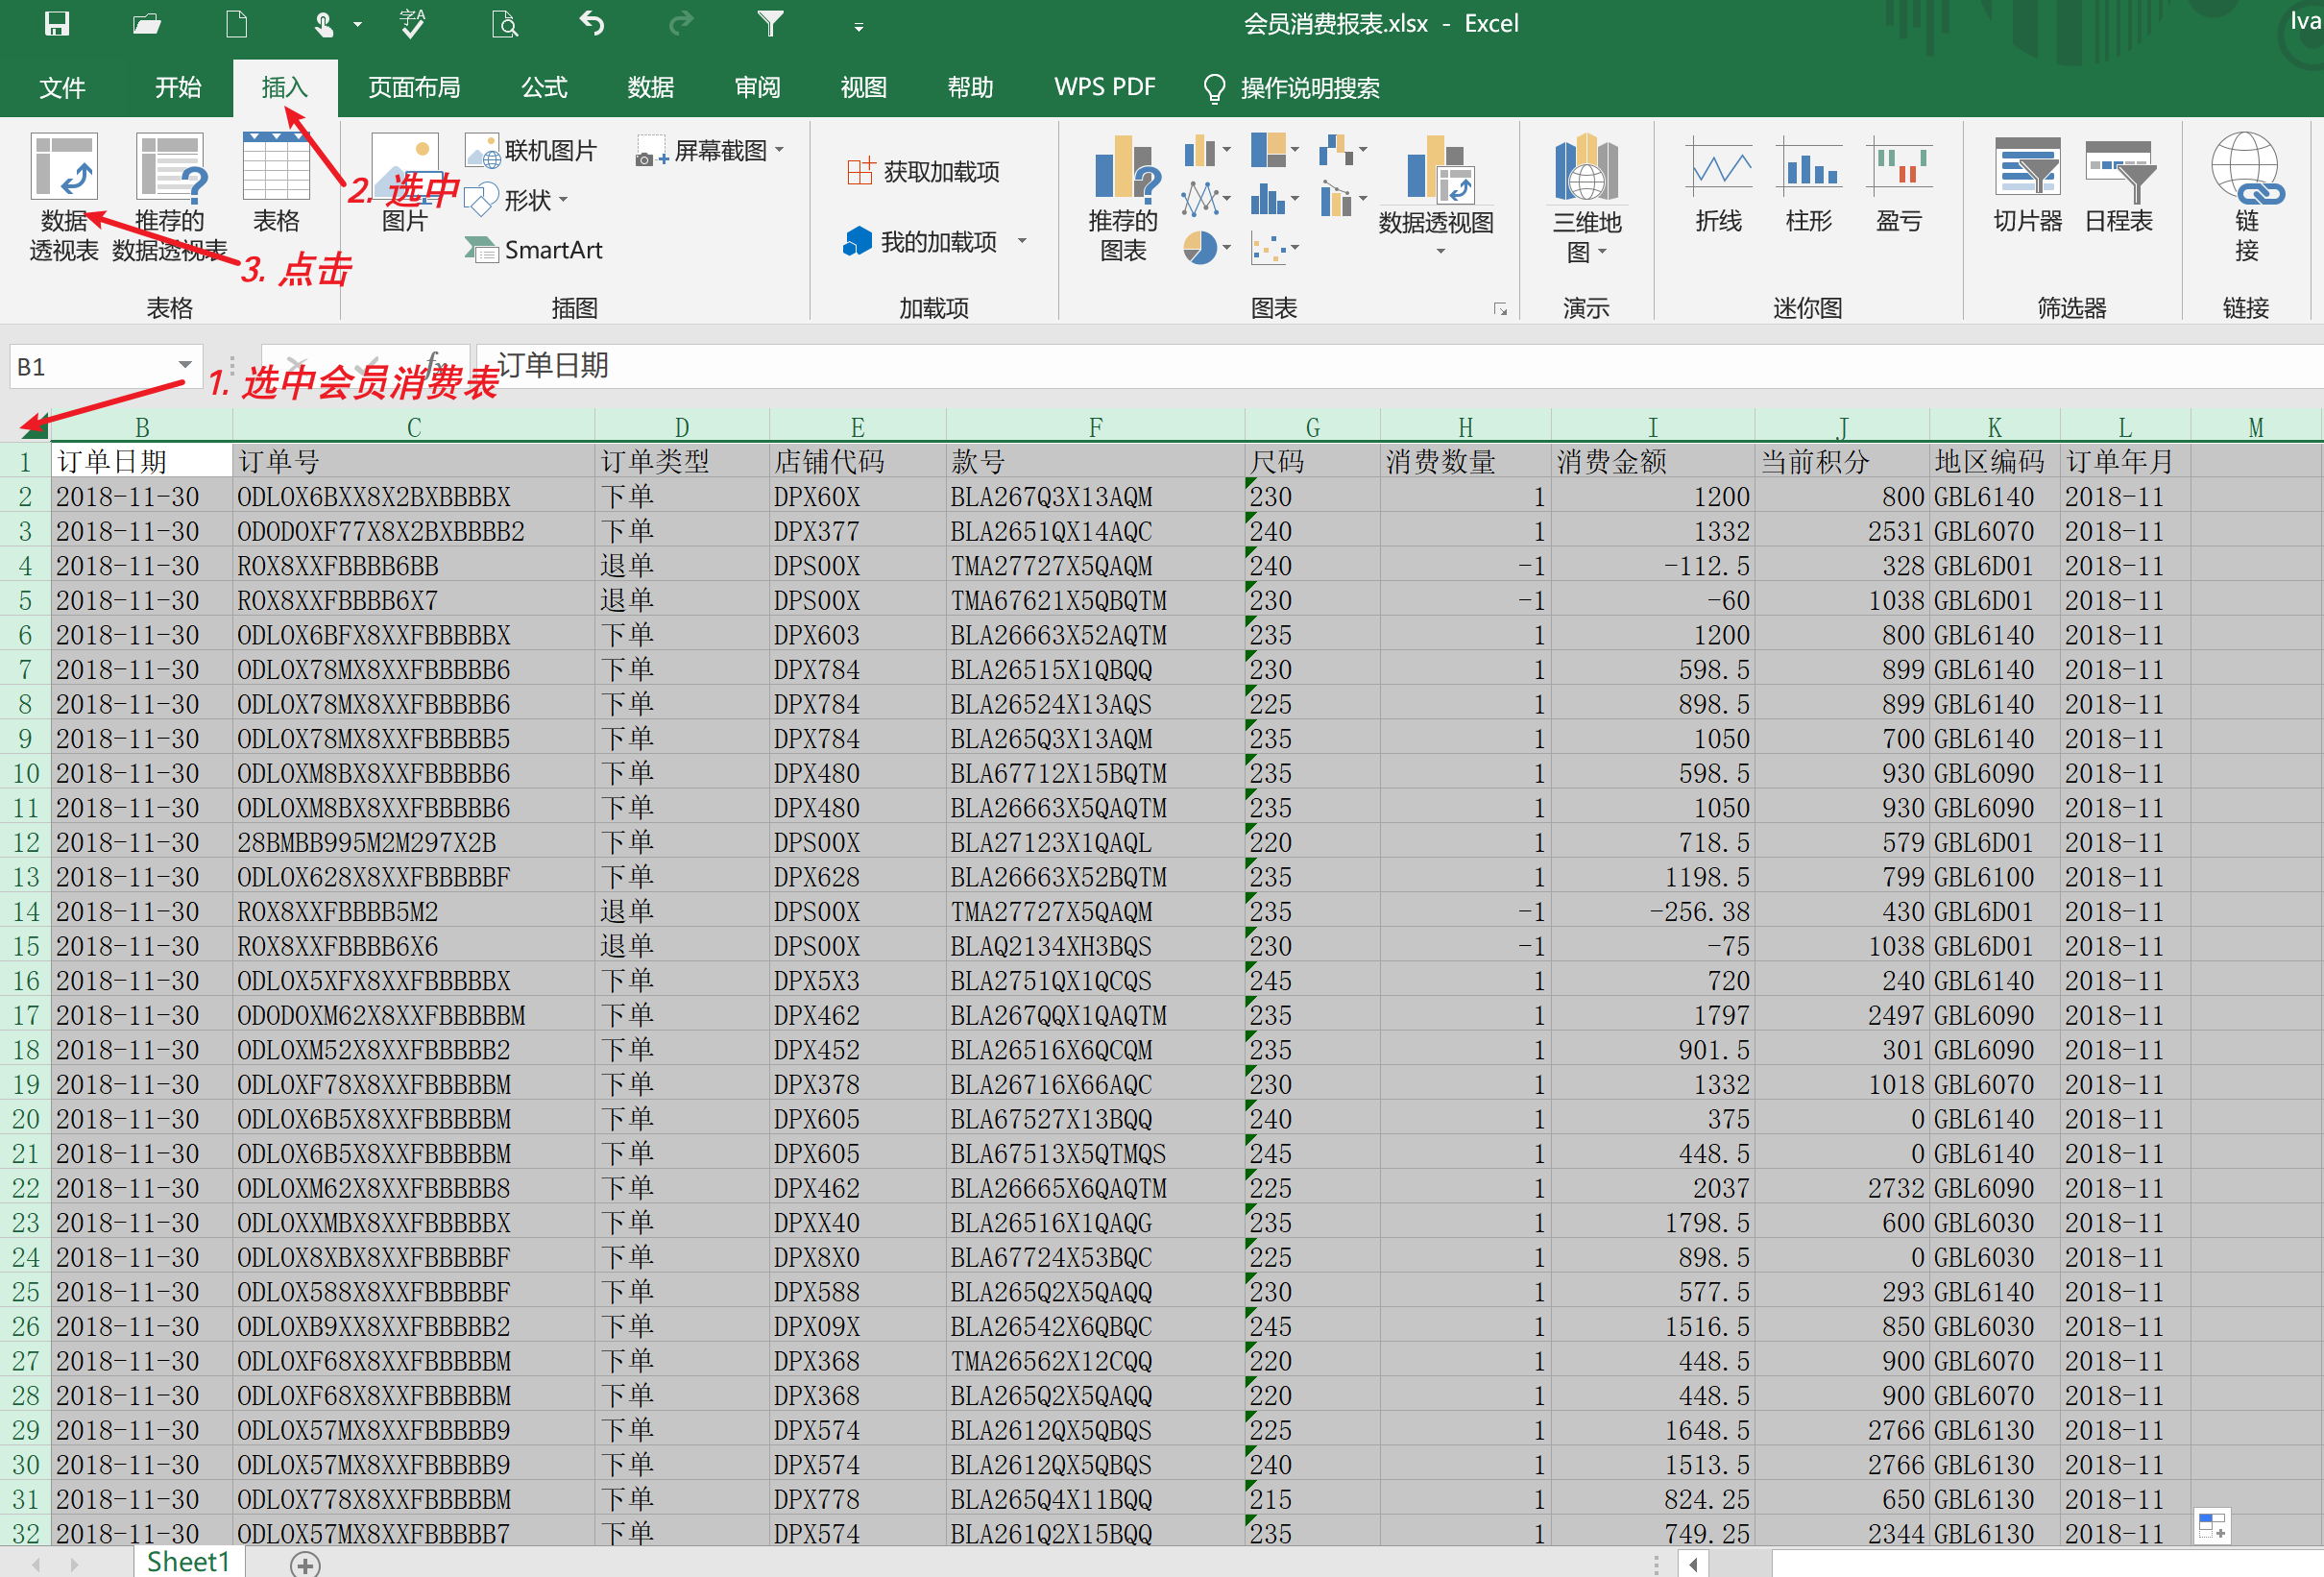 会员消费报表.xlsx - Excel
lva
文件 开始 插入 页面布局 公式 数据 审阅 视图 帮助 WPS PDF 操作说明搜索
数据透视表
推荐的数据透视表
表格
表格
图片
联机图片
形状
SmartArt
屏幕截图
插图
获取加载项
我的加载项
加载项
推荐的图表
数据透视图
图表
三维地图
演示
折线 柱形 盈亏
迷你图
切片器 日程表
筛选器
链接
链接
2. 选中
3. 点击
B1 fx 订单日期
1. 选中会员消费表
B C D E F G H I J K L M
1 订单日期 订单号 订单类型 店铺代码 款号 尺码 消费数量 消费金额 当前积分 地区编码 订单年月
2 2018-11-30 ODLOX6BXX8X2BXBBBBX 下单 DPX60X BLA267Q3X13AQM 230 1 1200 800 GBL6140 2018-11
3 2018-11-30 ODODOXF77X8X2BXBBBB2 下单 DPX377 BLA2651QX14AQC 240 1 1332 2531 GBL6070 2018-11
4 2018-11-30 ROX8XXFBBBB6BB 退单 DPS00X TMA27727X5QAQM 240 -1 -112.5 328 GBL6D01 2018-11
5 2018-11-30 ROX8XXFBBBB6X7 退单 DPS00X TMA67621X5QBQTM 230 -1 -60 1038 GBL6D01 2018-11
6 2018-11-30 ODLOX6BFX8XXFBBBBBX 下单 DPX603 BLA26663X52AQTM 235 1 1200 800 GBL6140 2018-11
7 2018-11-30 ODLOX78MX8XXFBBBBB6 下单 DPX784 BLA26515X1QBQQ 230 1 598.5 899 GBL6140 2018-11
8 2018-11-30 ODLOX78MX8XXFBBBBB6 下单 DPX784 BLA26524X13AQS 225 1 898.5 899 GBL6140 2018-11
9 2018-11-30 ODLOX78MX8XXFBBBBB5 下单 DPX784 BLA265Q3X13AQM 235 1 1050 700 GBL6140 2018-11
10 2018-11-30 ODLOXM8BX8XXFBBBBB6 下单 DPX480 BLA67712X15BQTM 235 1 598.5 930 GBL6090 2018-11
11 2018-11-30 ODLOXM8BX8XXFBBBBB6 下单 DPX480 BLA26663X5QAQTM 235 1 1050 930 GBL6090 2018-11
12 2018-11-30 28BMBB995M2M297X2B 下单 DPS00X BLA27123X1QAQL 220 1 718.5 579 GBL6D01 2018-11
13 2018-11-30 ODLOX628X8XXFBBBBBF 下单 DPX628 BLA26663X52BQTM 235 1 1198.5 799 GBL6100 2018-11
14 2018-11-30 ROX8XXFBBBB5M2 退单 DPS00X TMA27727X5QAQM 235 -1 -256.38 430 GBL6D01 2018-11
15 2018-11-30 ROX8XXFBBBB6X6 退单 DPS00X BLAQ2134XH3BQS 230 -1 -75 1038 GBL6D01 2018-11
16 2018-11-30 ODLOX5XFX8XXFBBBBBX 下单 DPX5X3 BLA2751QX1QCQS 245 1 720 240 GBL6140 2018-11
17 2018-11-30 ODODOXM62X8XXFBBBBBM 下单 DPX462 BLA267QQX1QAQTM 235 1 1797 2497 GBL6090 2018-11
18 2018-11-30 ODLOXM52X8XXFBBBBB2 下单 DPX452 BLA26516X6QCQM 235 1 901.5 301 GBL6090 2018-11
19 2018-11-30 ODLOXF78X8XXFBBBBBM 下单 DPX378 BLA26716X66AQC 230 1 1332 1018 GBL6070 2018-11
20 2018-11-30 ODLOX6B5X8XXFBBBBBM 下单 DPX605 BLA67527X13BQQ 240 1 375 0 GBL6140 2018-11
21 2018-11-30 ODLOX6B5X8XXFBBBBBM 下单 DPX605 BLA67513X5QTMQS 245 1 448.5 0 GBL6140 2018-11
22 2018-11-30 ODLOXM62X8XXFBBBBB8 下单 DPX462 BLA26665X6QAQTM 225 1 2037 2732 GBL6090 2018-11
23 2018-11-30 ODLOXXMBX8XXFBBBBBX 下单 DPXX40 BLA26516X1QAQG 235 1 1798.5 600 GBL6030 2018-11
24 2018-11-30 ODLOX8XBX8XXFBBBBBF 下单 DPX8X0 BLA67724X53BQC 225 1 898.5 0 GBL6030 2018-11
25 2018-11-30 ODLOX588X8XXFBBBBBF 下单 DPX588 BLA265Q2X5QAQQ 230 1 577.5 293 GBL6140 2018-11
26 2018-11-30 ODLOXB9XX8XXFBBBBB2 下单 DPX09X BLA26542X6QBQC 245 1 1516.5 850 GBL6030 2018-11
27 2018-11-30 ODLOXF68X8XXFBBBBBM 下单 DPX368 TMA26562X12CQQ 220 1 448.5 900 GBL6070 2018-11
28 2018-11-30 ODLOXF68X8XXFBBBBBM 下单 DPX368 BLA265Q2X5QAQQ 220 1 448.5 900 GBL6070 2018-11
29 2018-11-30 ODLOX57MX8XXFBBBBB9 下单 DPX574 BLA2612QX5QBQS 225 1 1648.5 2766 GBL6130 2018-11
30 2018-11-30 ODLOX57MX8XXFBBBBB9 下单 DPX574 BLA2612QX5QBQS 240 1 1513.5 2766 GBL6130 2018-11
31 2018-11-30 ODLOX778X8XXFBBBBBM 下单 DPX778 BLA265Q4X11BQQ 215 1 824.25 650 GBL6130 2018-11
32 2018-11-30 ODLOX57MX8XXFBBBBB7 下单 DPX574 BLA261Q2X15BQQ 235 1 749.25 2344 GBL6130 2018-11
Sheet1